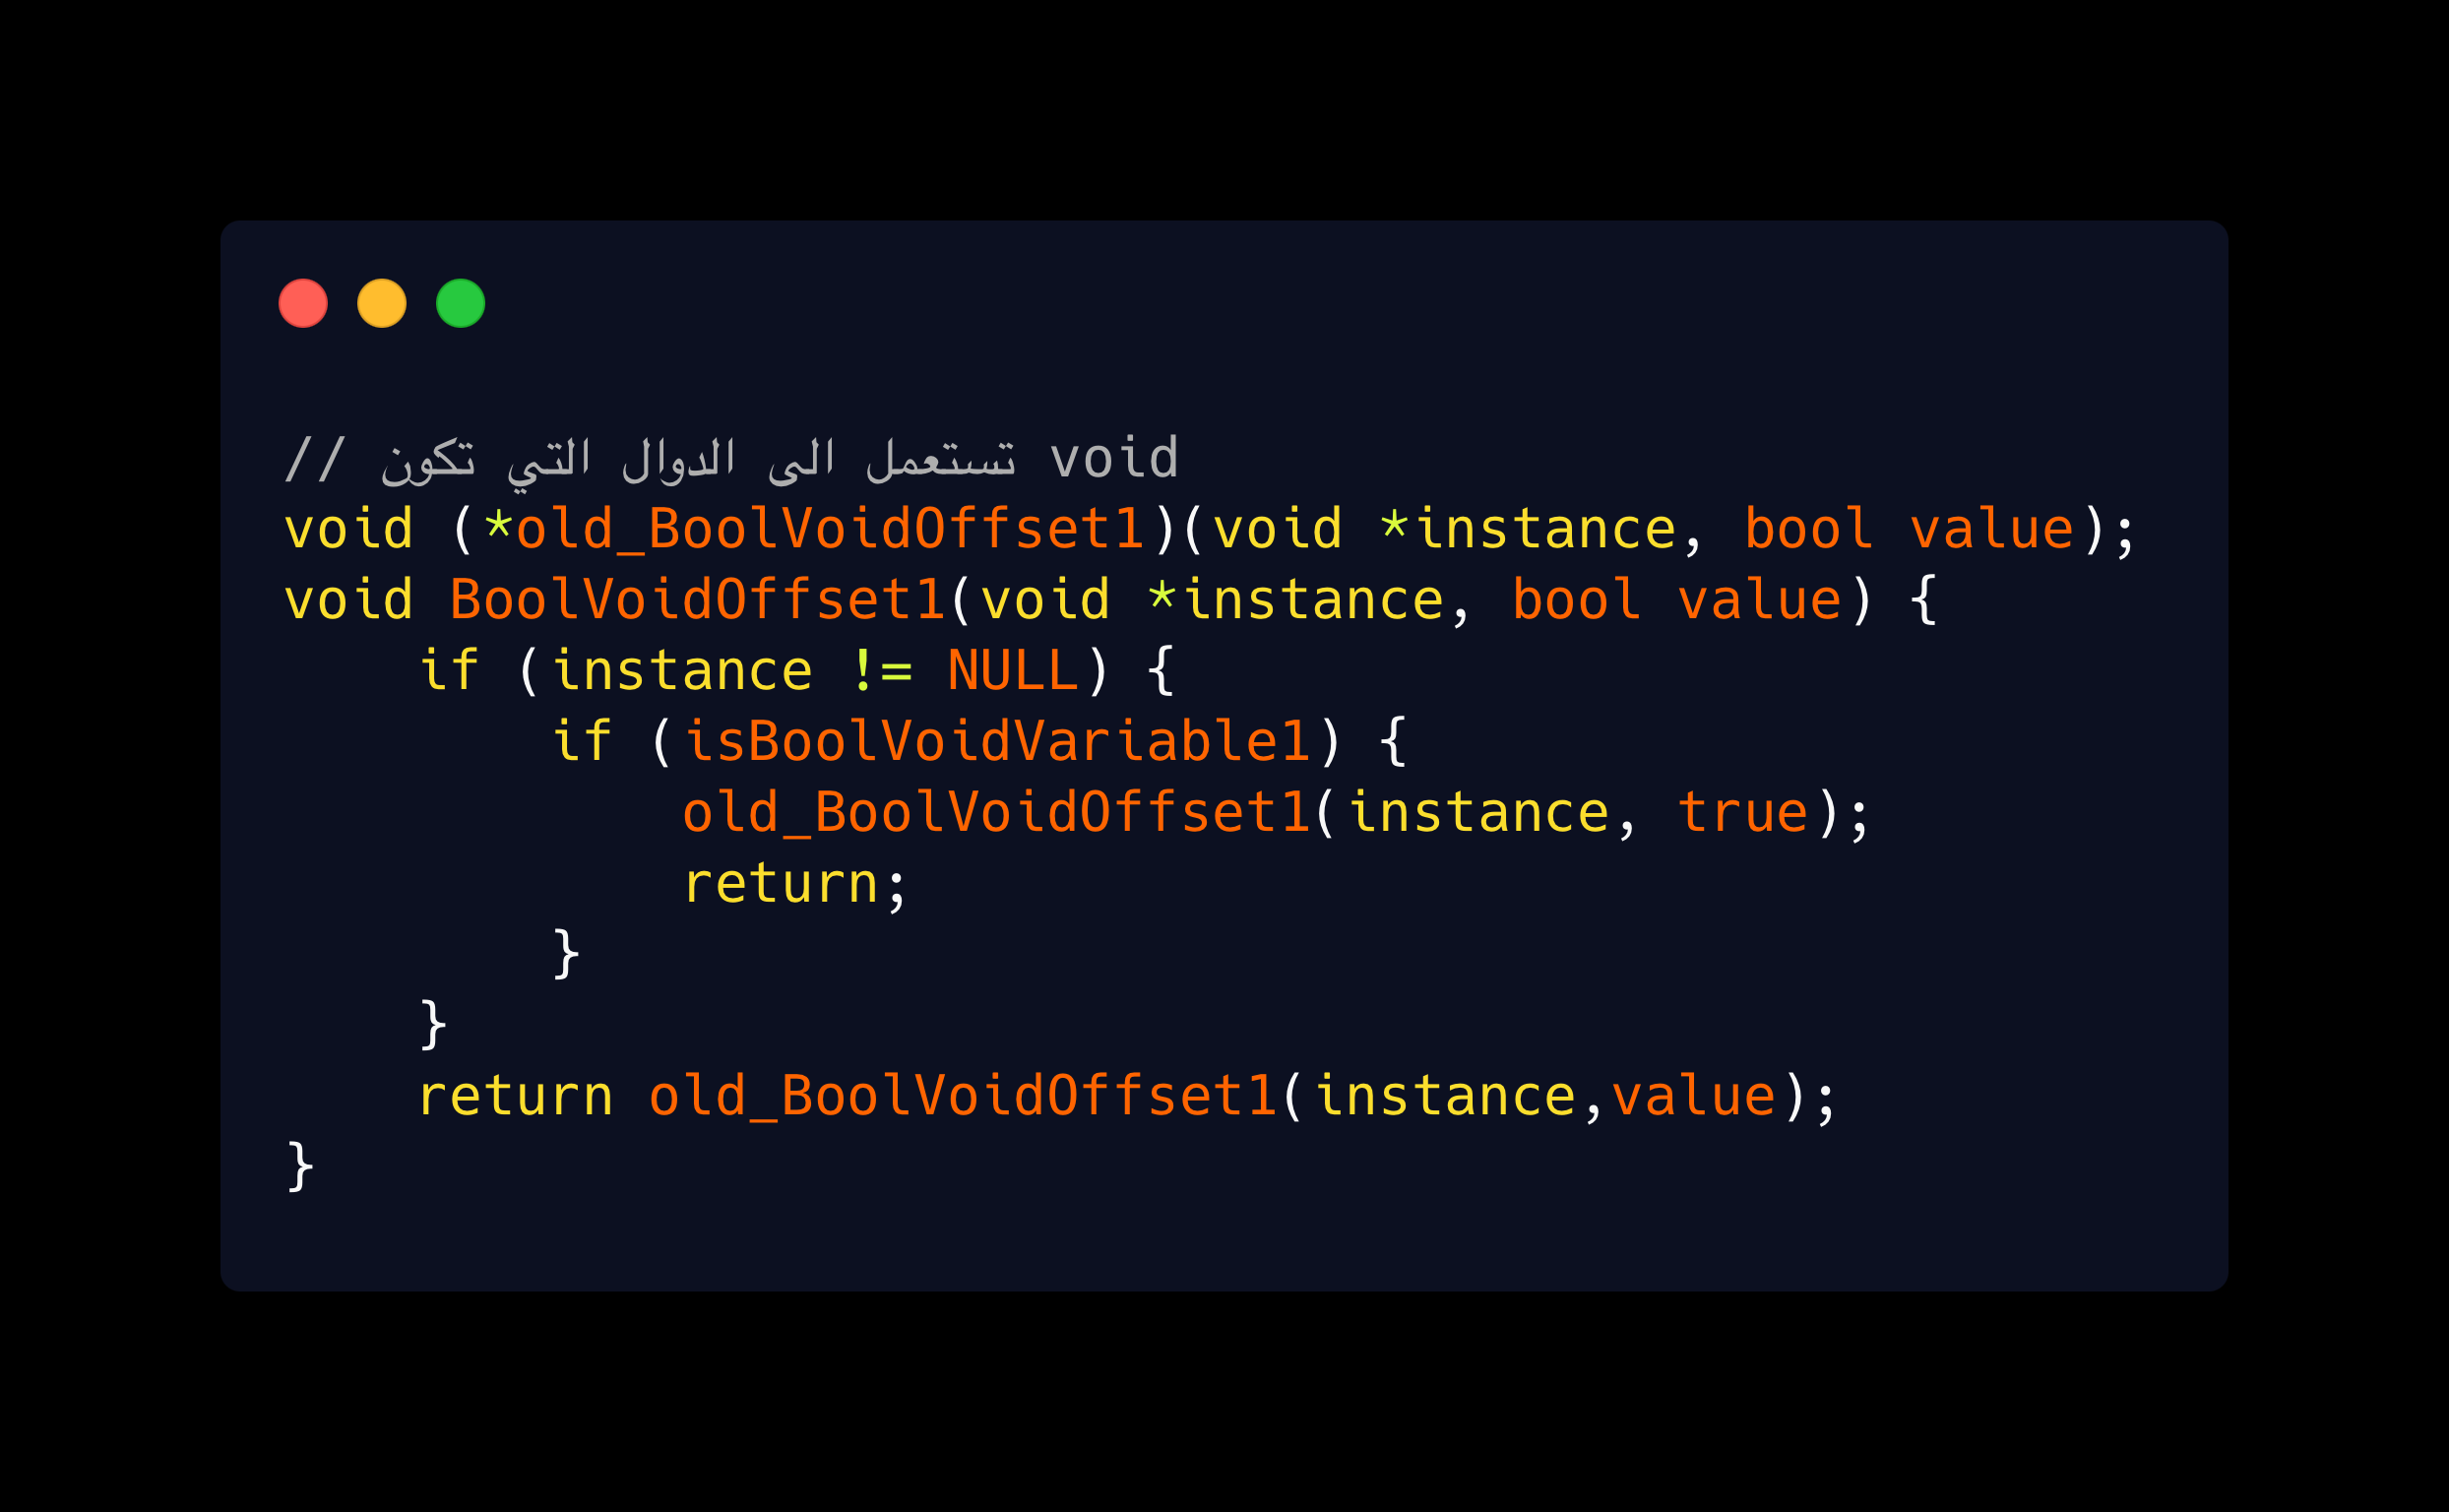 // تستعمل الى الدوال التي تكون void
void (*old_BoolVoidOffset1)(void *instance, bool value);
void BoolVoidOffset1(void *instance, bool value) {
    if (instance != NULL) {
        if (isBoolVoidVariable1) {
            old_BoolVoidOffset1(instance, true);
            return;
        }
    }
    return old_BoolVoidOffset1(instance,value);
}